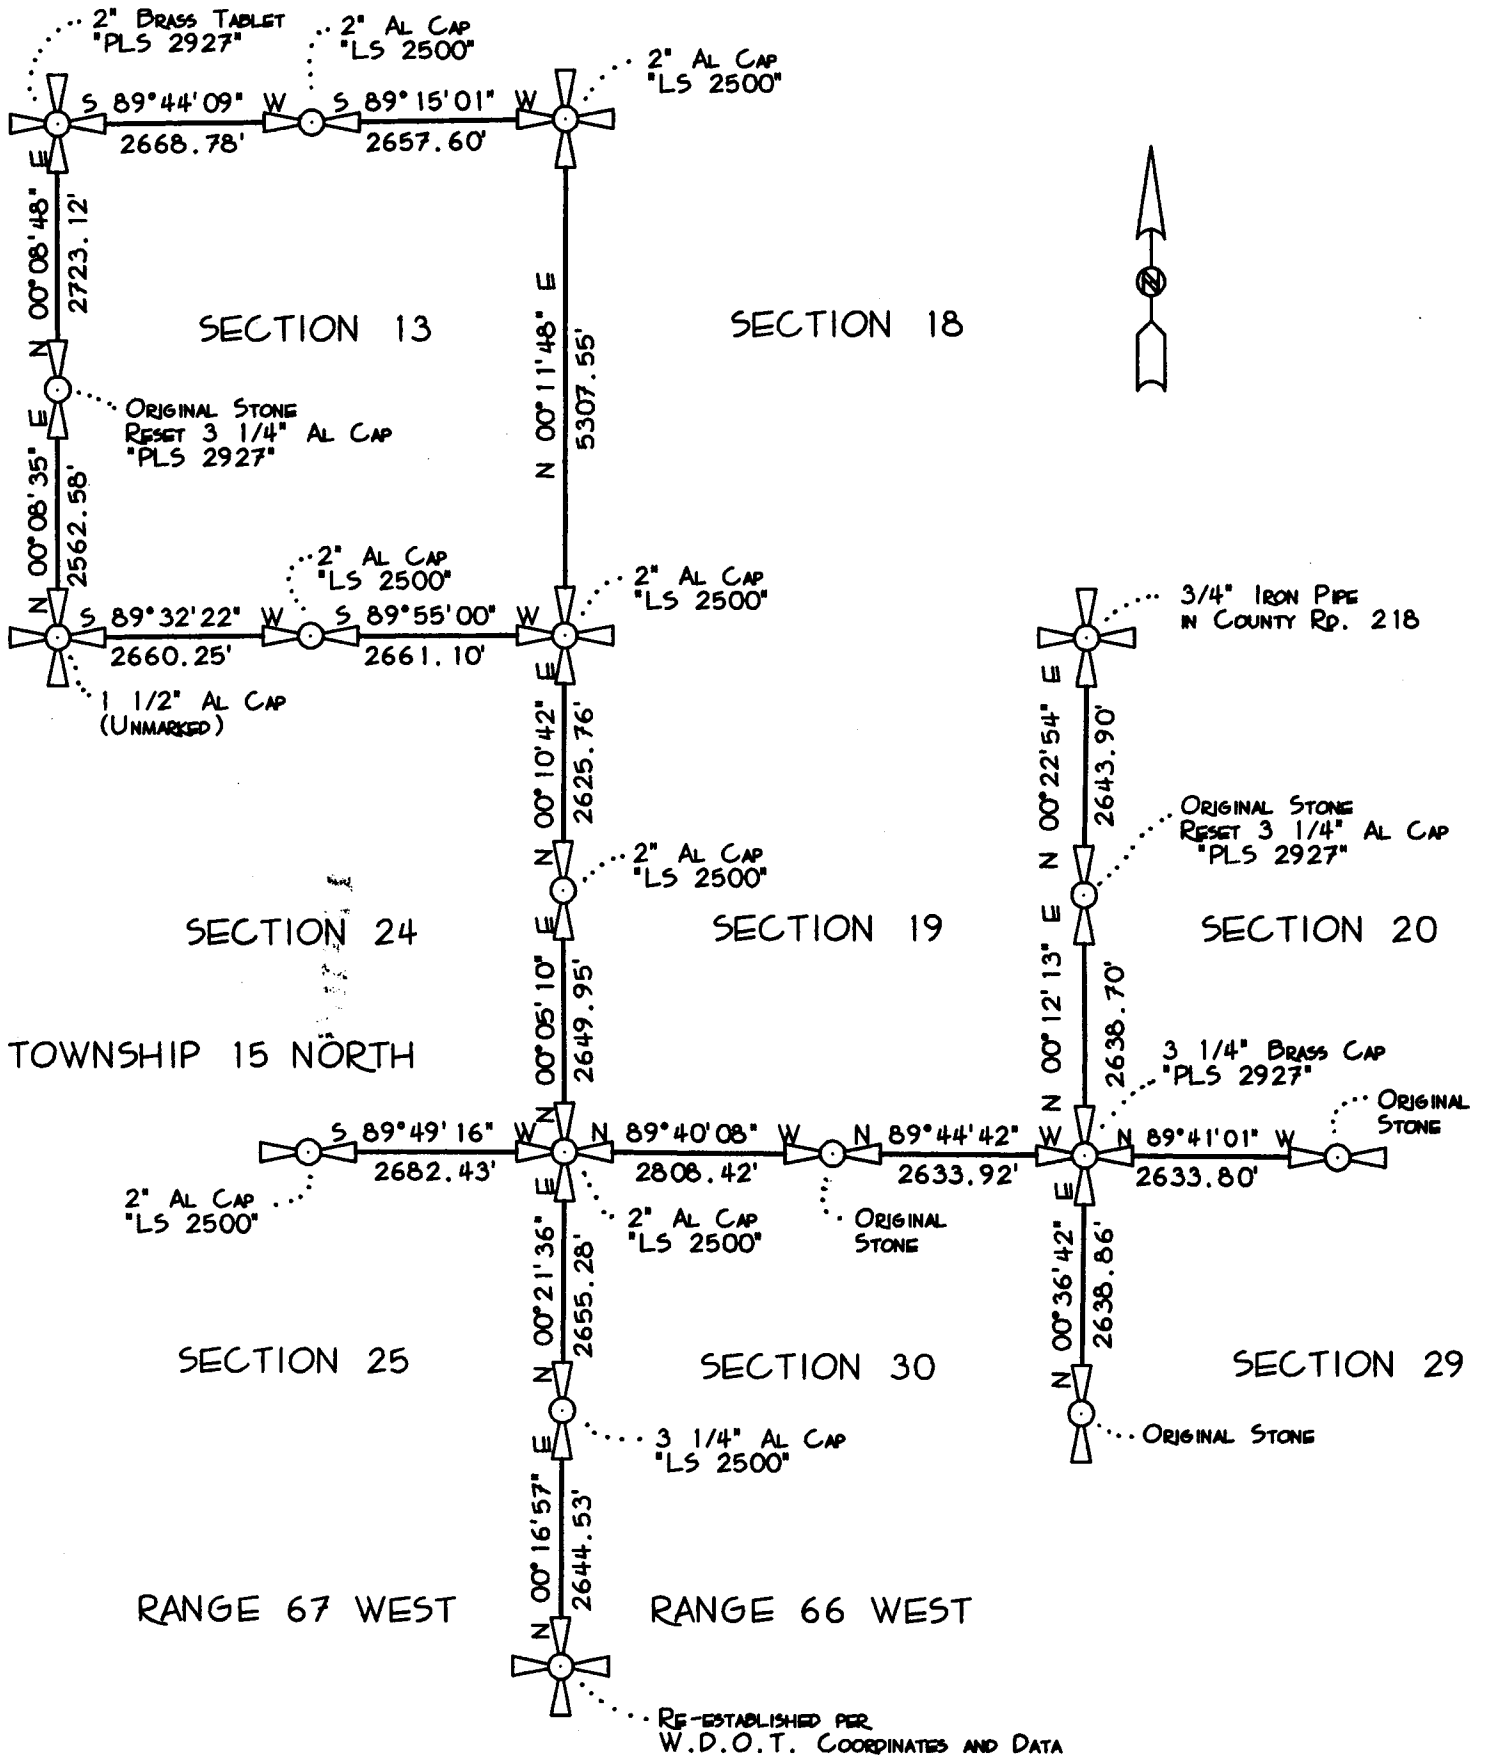 2" AL CAP
2" BRASS TABLET
"PLS 2927"
"LS 2500"
2" AL CAP
"LS 2500"
S 89°44'09" W
2668.78'
S 89°15'01" W
2657.60'
N 00°08'48" E
2723.12'
SECTION 13
N 00°11'48" E
5307.55'
SECTION 18
N
ORIGINAL STONE
RESET 3 1/4" AL CAP
"PLS 2927"
N 00°08'35" E
2562.58'
2" AL CAP
"LS 2500"
2" AL CAP
"LS 2500"
S 89°32'22" W
2660.25'
S 89°55'00" W
2661.10'
3/4" IRON PIPE
IN COUNTY RD. 218
1 1/2" AL CAP
(UNMARKED)
N 00°10'42" E
2625.76'
N 00°22'54" E
2643.90'
ORIGINAL STONE
RESET 3 1/4" AL CAP
"PLS 2927"
2" AL CAP
"LS 2500"
SECTION 24
SECTION 19
SECTION 20
N 00°05'10" E
2649.95'
N 00°12'13" E
2638.70'
TOWNSHIP 15 NORTH
3 1/4" BRASS CAP
"PLS 2927"
ORIGINAL
STONE
S 89°49'16" W
2682.43'
N 89°40'08" W
2808.42'
N 89°44'42" W
2633.92'
N 89°41'01" W
2633.80'
2" AL CAP
"LS 2500"
2" AL CAP
"LS 2500"
ORIGINAL
STONE
N 00°21'36" E
2655.28'
N 00°36'42" E
2638.86'
SECTION 25
SECTION 30
SECTION 29
3 1/4" AL CAP
"LS 2500"
ORIGINAL STONE
N 00°16'57" E
2644.53'
RANGE 67 WEST
RANGE 66 WEST
RE-ESTABLISHED PER
W.D.O.T. COORDINATES AND DATA